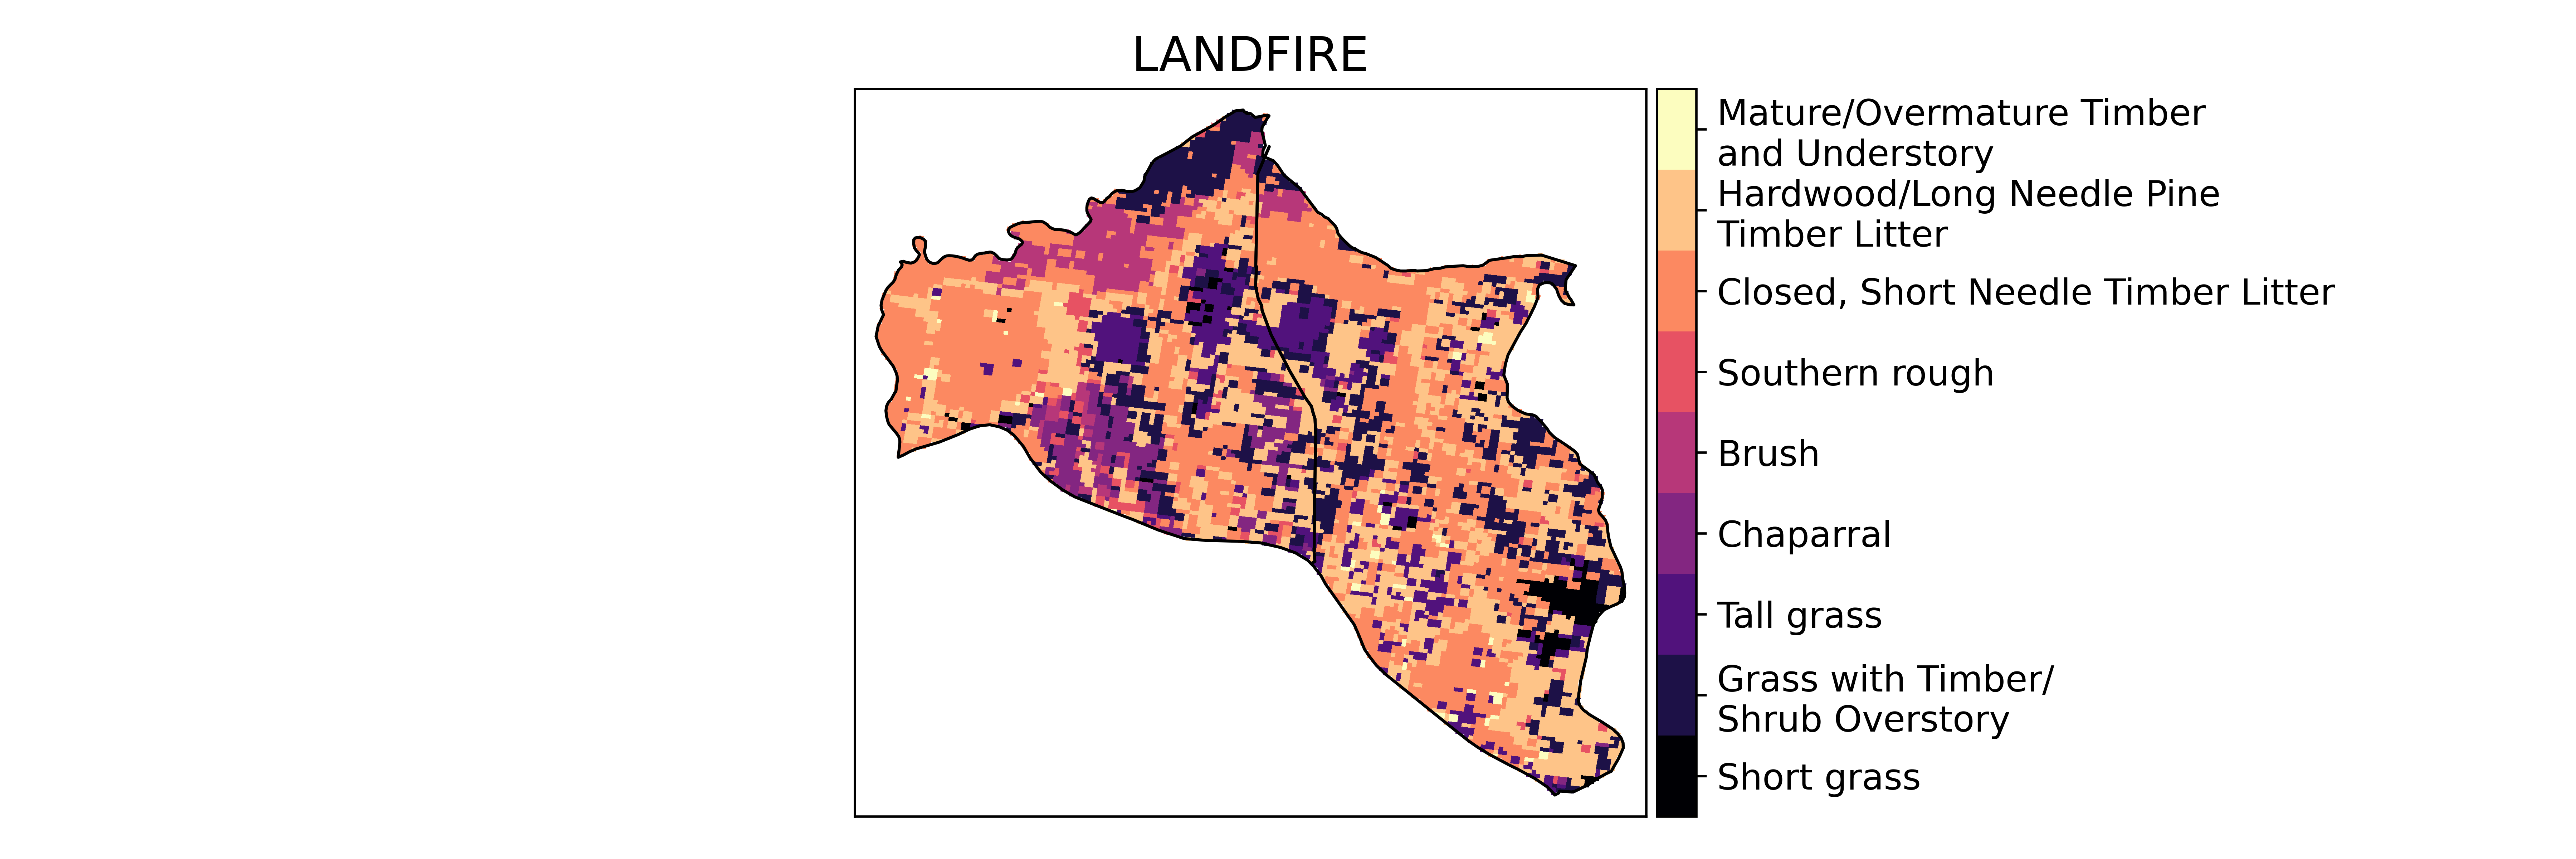 LANDFIRE
Mature/Overmature Timber
and Understory
Hardwood/Long Needle Pine
Timber Litter
Closed, Short Needle Timber Litter
Southern rough
Brush
Chaparral
Tall grass
Grass with Timber/
Shrub Overstory
Short grass